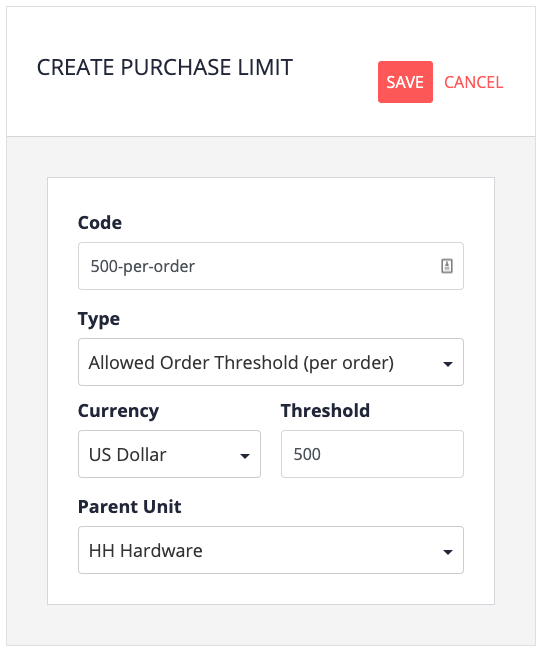 CREATE PURCHASE LIMIT
SAVE CANCEL
Code
500-per-order
Type
Allowed Order Threshold (per order)
Currency Threshold
US Dollar 500
Parent Unit
HH Hardware